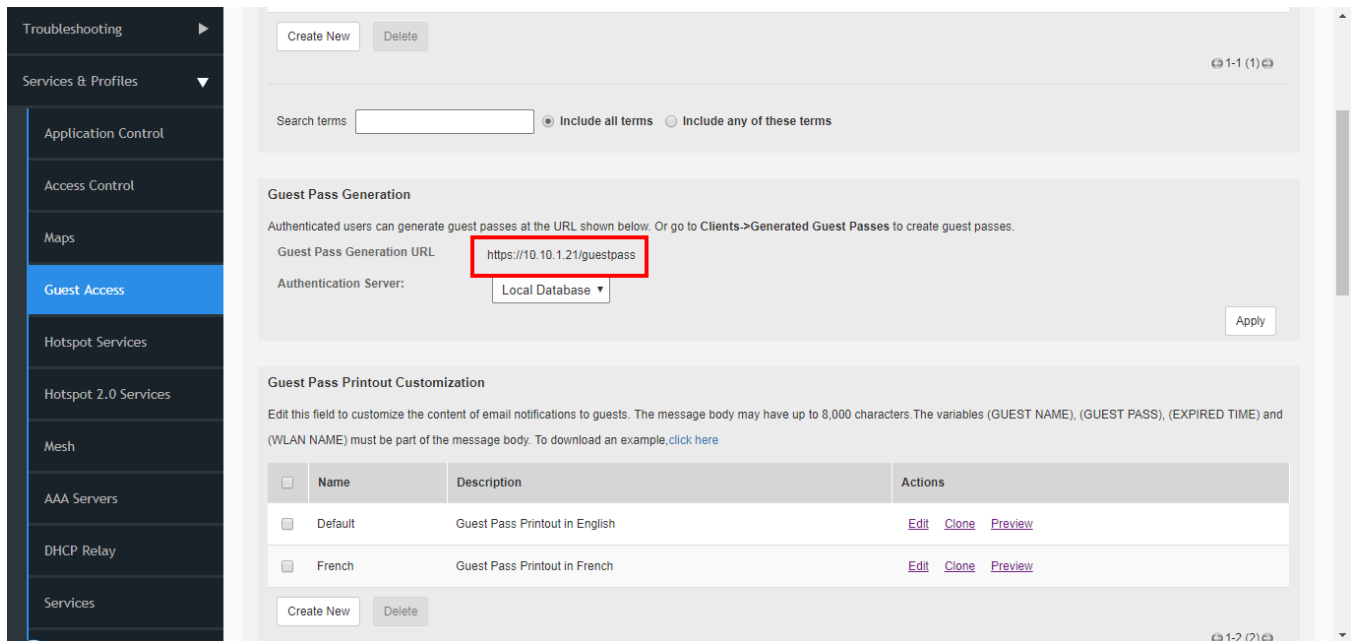 Troubleshooting
Services & Profiles
Application Control
Access Control
Maps
Guest Access
Hotspot Services
Hotspot 2.0 Services
Mesh
AAA Servers
DHCP Relay
Services
Create New Delete
1-1 (1)
Search terms Include all terms Include any of these terms
Guest Pass Generation
Authenticated users can generate guest passes at the URL shown below. Or go to Clients->Generated Guest Passes to create guest passes.
Guest Pass Generation URL https://10.10.1.21/guestpass
Authentication Server: Local Database
Apply
Guest Pass Printout Customization
Edit this field to customize the content of email notifications to guests. The message body may have up to 8,000 characters.The variables (GUEST NAME), (GUEST PASS), (EXPIRED TIME) and
(WLAN NAME) must be part of the message body. To download an example,click here
Name Description Actions
Default Guest Pass Printout in English Edit Clone Preview
French Guest Pass Printout in French Edit Clone Preview
Create New Delete
1-2 (2)